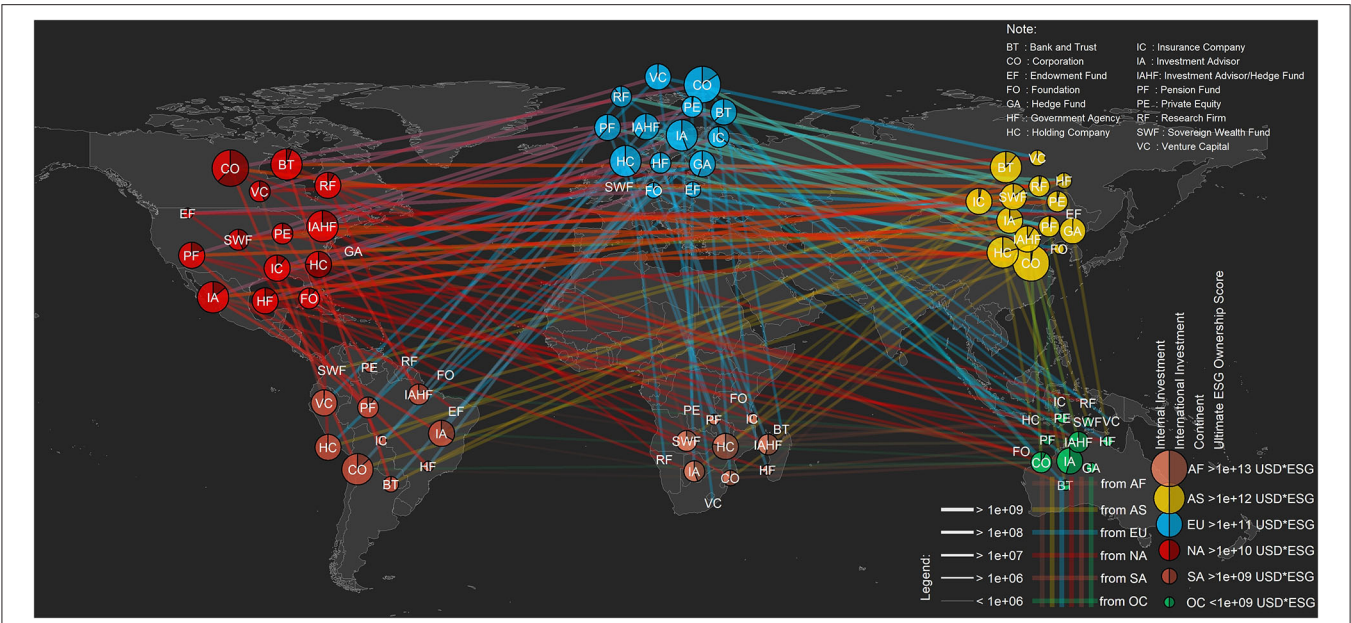 Note:
BT : Bank and Trust
CO : Corporation
EF : Endowment Fund
FO : Foundation
GA : Hedge Fund
HF : Government Agency
HC : Holding Company
IC : Insurance Company
IA : Investment Advisor
IAHF: Investment Advisor/Hedge Fund
PF : Pension Fund
PE : Private Equity
RF : Research Firm
SWF : Sovereign Wealth Fund
VC : Venture Capital
CO
BT
VC
RF
EF
IAHF
PE
SWF
GA
PF
IC
HC
IA
HF
FO
VC
CO
RF
PE
BT
PF
IAHF
IA
IC
HC
HF
GA
SWF
FO
EF
VC
BT
HF
RF
SWF
PE
IC
EF
IA
PF
GA
IAHF
FO
HC
CO
RF
PE
SWF
FO
IAHF
VC
PF
EF
IA
IC
HC
HF
CO
BT
FO
PE
RF
IC
BT
SWF
HC
IAHF
RF
IA
HF
CO
VC
IC
RF
HC
PE
SWF
VC
PF
IAHF
HF
FO
CO
IA
GA
BT
Legend:
> 1e+09
> 1e+08
> 1e+07
> 1e+06
< 1e+06
from AF
from AS
from EU
from NA
from SA
from OC
Internal Investment
International Investment
Continent
Ultimate ESG Ownership Score
AF >1e+13 USD*ESG
AS >1e+12 USD*ESG
EU >1e+11 USD*ESG
NA >1e+10 USD*ESG
SA >1e+09 USD*ESG
OC <1e+09 USD*ESG